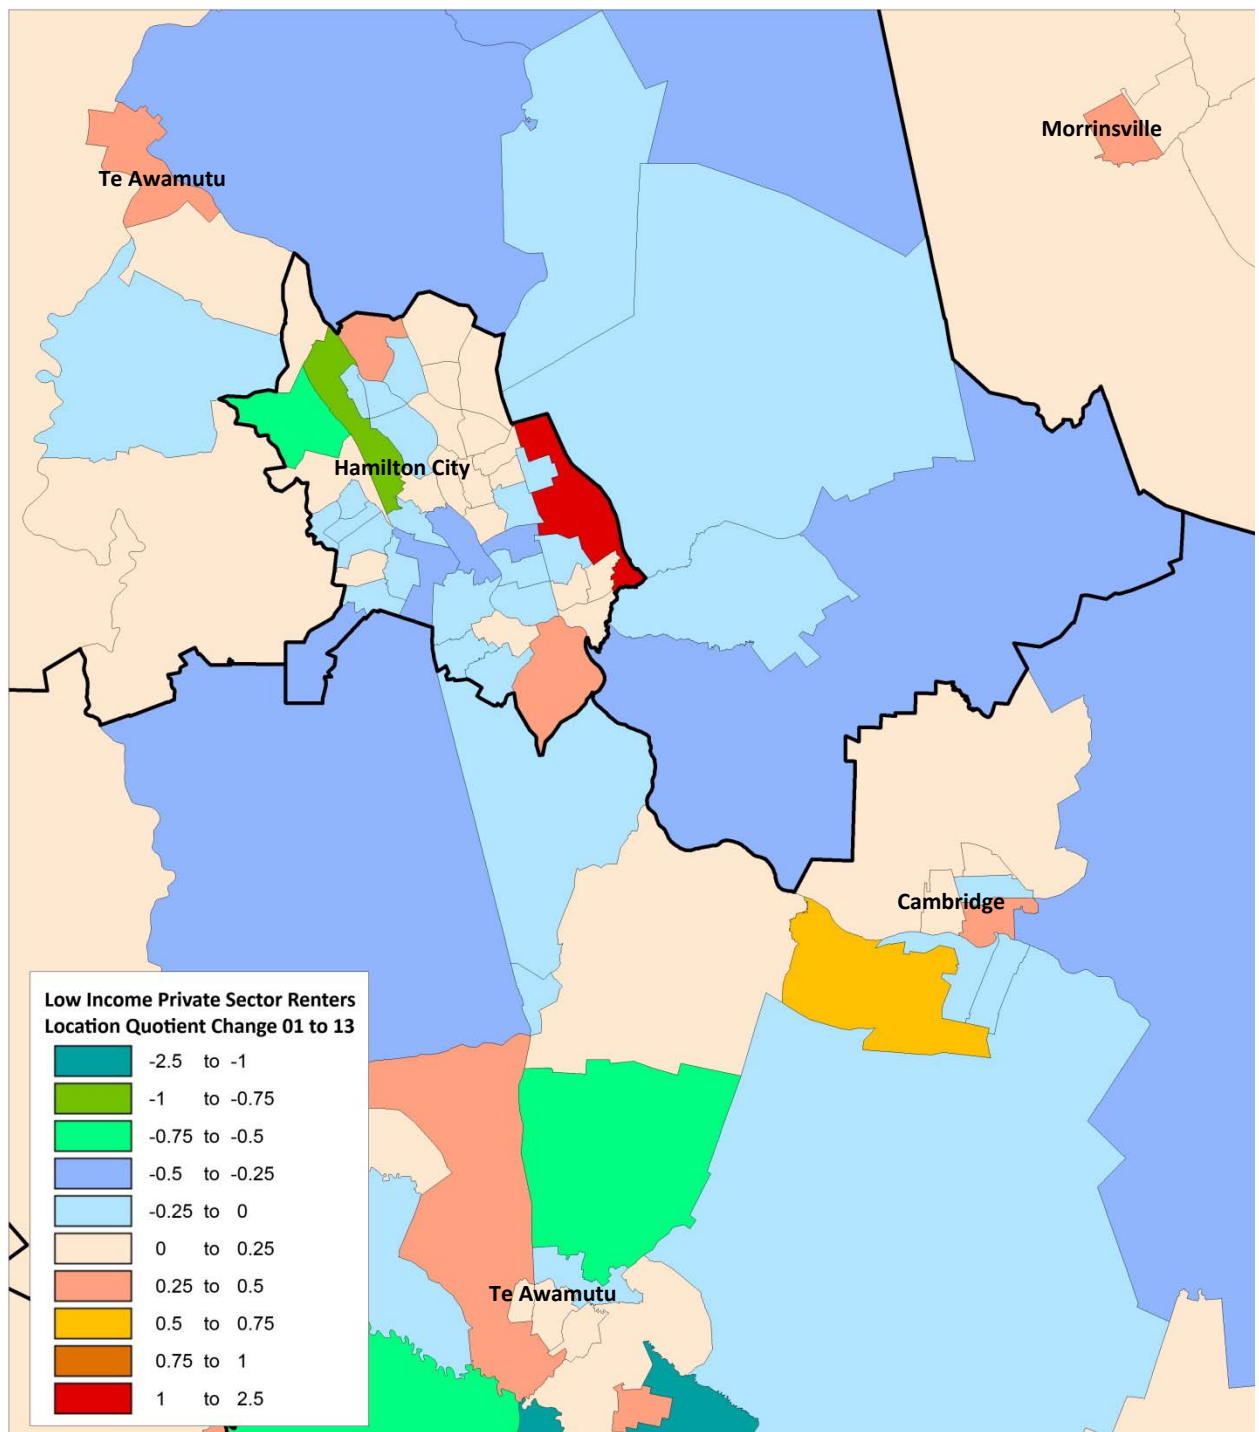 Morrinsville
Te Awamutu
Hamilton City
Cambridge
Low Income Private Sector Renters
Location Quotient Change 01 to 13
-2.5 to -1
-1 to -0.75
-0.75 to -0.5
-0.5 to -0.25
-0.25 to 0
0 to 0.25
0.25 to 0.5
0.5 to 0.75
0.75 to 1
1 to 2.5
Te Awamutu